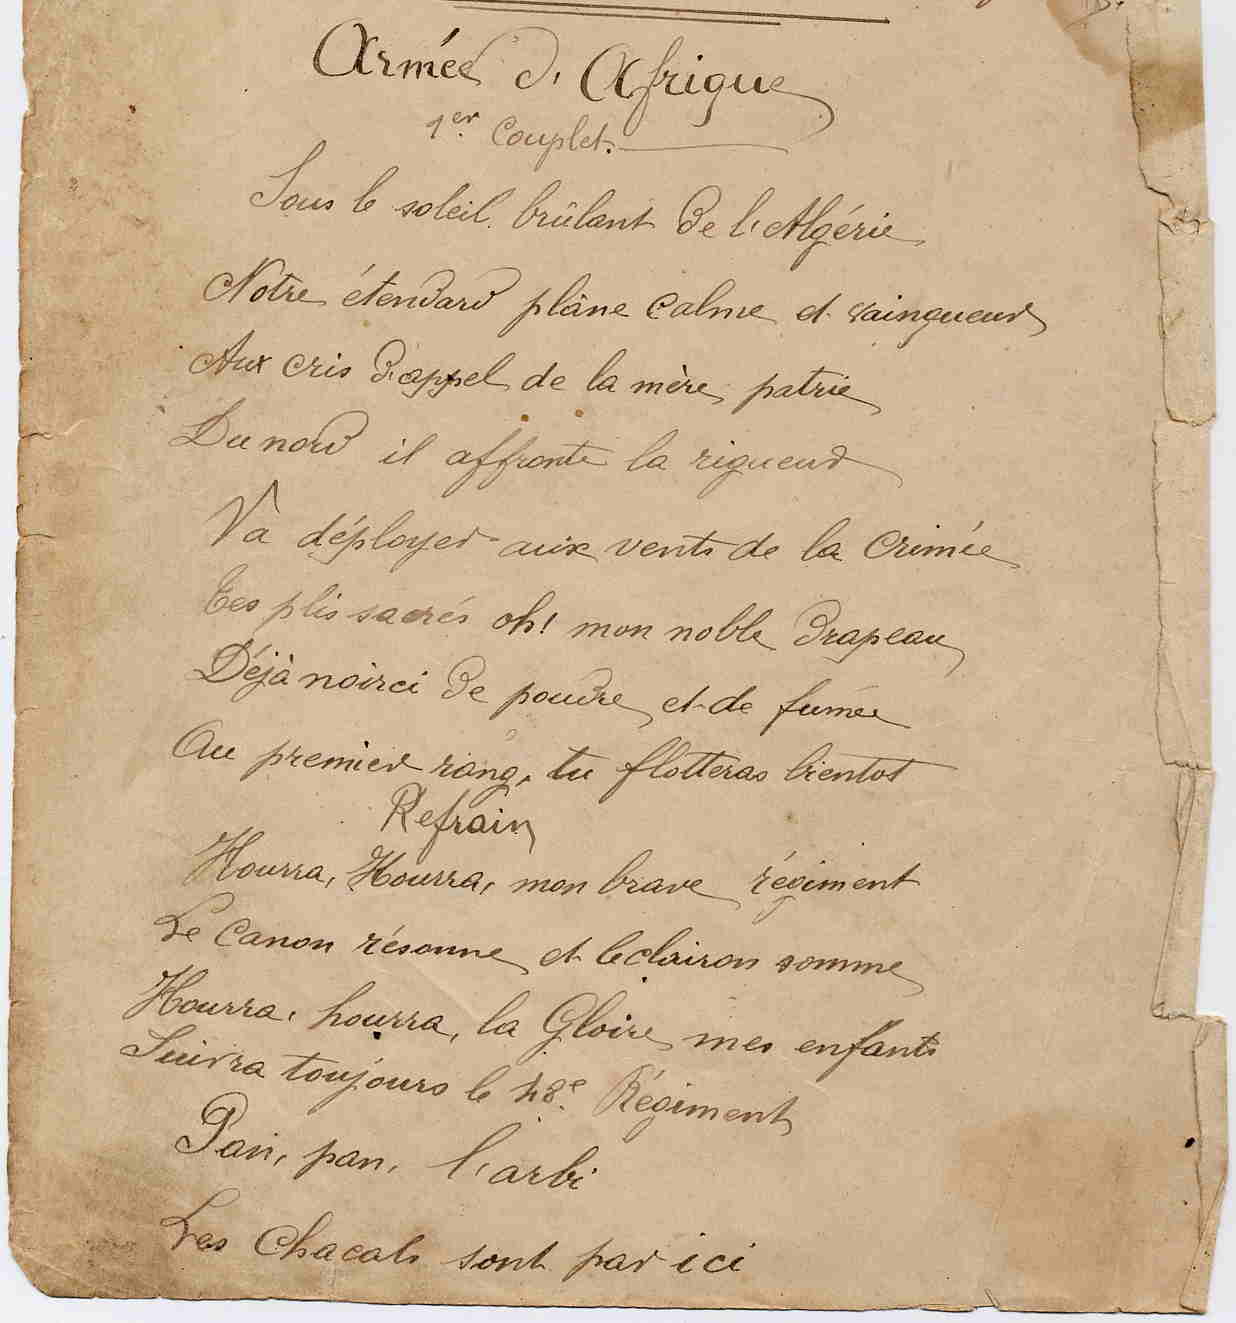 Armée d'Afrique
1er Couplet.
Sous le soleil brûlant de l'Algérie
Notre étendard plâne calme et vainqueur
Aux cris d'appel de la mère patrie
Du nord il affronte la rigueur
Va déployer aux vents de la Crimée
Tes plis sacrés oh! mon noble drapeau
Déjà noirci de poudre et de fumée
Au premier rang, tu flotteras bientot
Refrain
Hourra, Hourra, mon brave régiment
Le canon résonne et le clairon somme
Hourra, hourra, la Gloire mes enfants
Suivra toujours le 48e. Régiment
Pan, pan, l'arbi
Les Chacals sont par ici